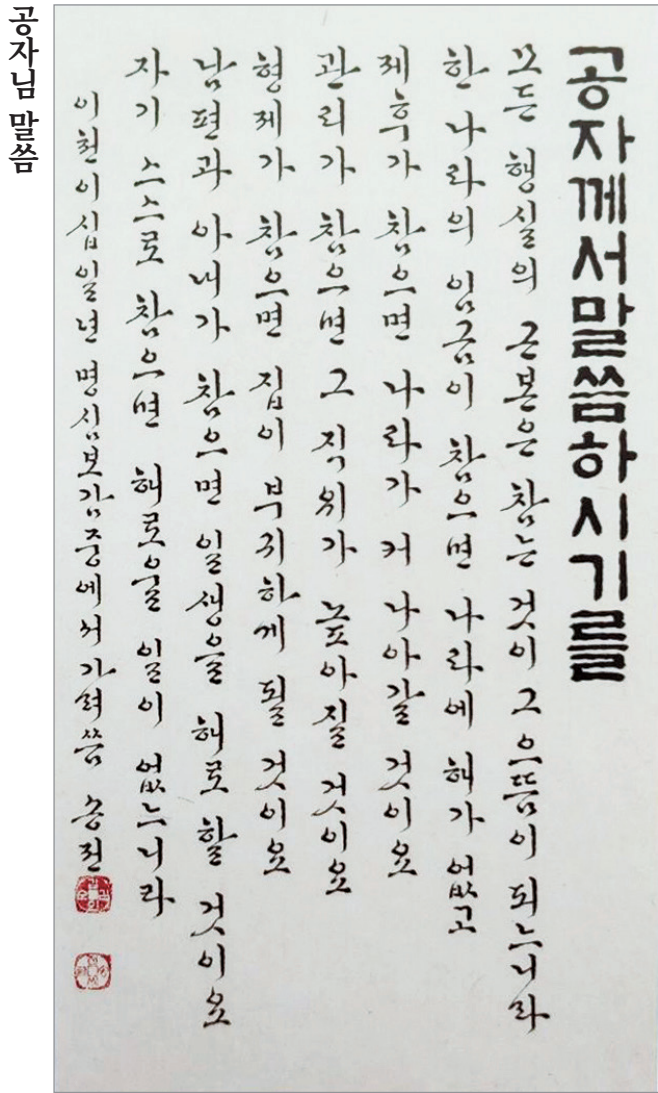 공자님 말씀
공자께서말씀하시기를
모든 행실의 근본은 참는 것이 그 으뜸이 되느니라
한 나라의 임금이 참으면 나라에 해가 없고
제후가 참으면 나라가 커 나아갈 것이요
관리가 참으면 그 직위가 높아질 것이요
형제가 참으면 집이 부귀하게 될 것이요
남편과 아내가 참으면 일생을 해로 할 것이요
자기 스스로 참으면 해로울 일이 없느니라
이천이십일년 명심보감중에서 가려씀 송전